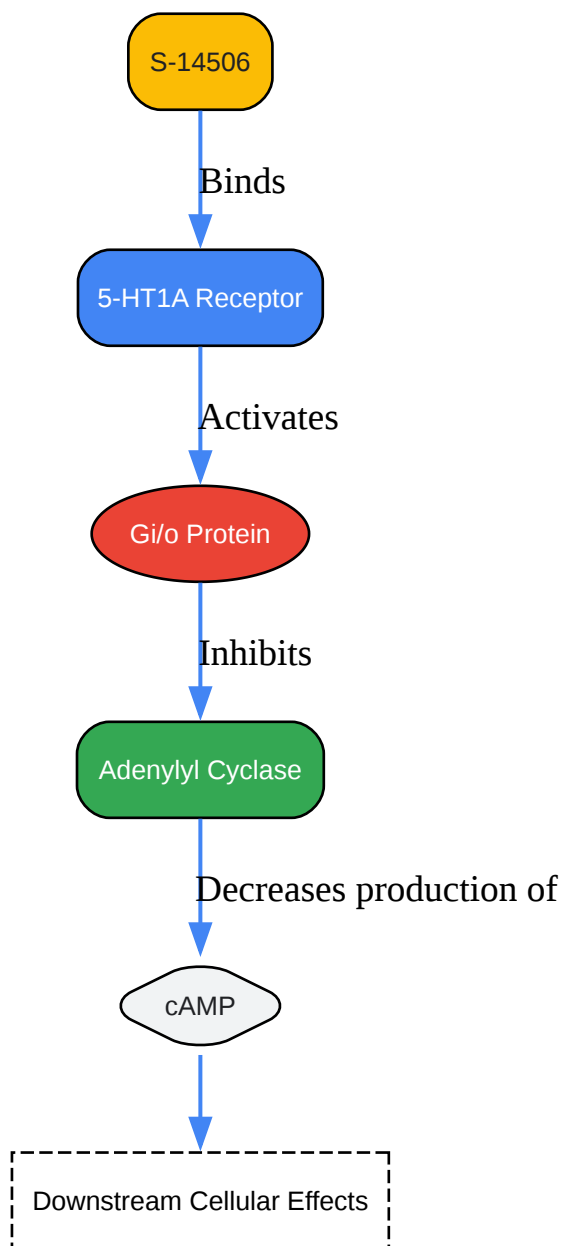 S-14506
Binds
5-HT1A Receptor
Activates
Gi/o Protein
Inhibits
Adenylyl Cyclase
Decreases production of
cAMP
Downstream Cellular Effects